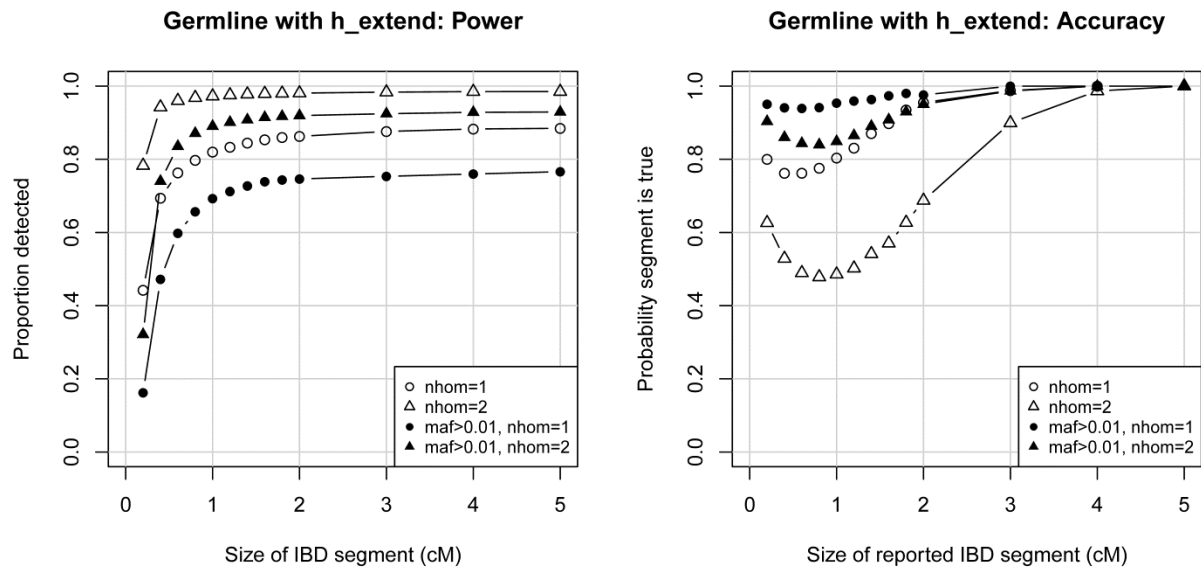 Germline with h_extend: Power
Proportion detected
1.0
0.8
0.6
0.4
0.2
0.0
nhom=1
nhom=2
maf>0.01, nhom=1
maf>0.01, nhom=2
0 1 2 3 4 5
Size of IBD segment (cM)
Germline with h_extend: Accuracy
Probability segment is true
1.0
0.8
0.6
0.4
0.2
0.0
nhom=1
nhom=2
maf>0.01, nhom=1
maf>0.01, nhom=2
0 1 2 3 4 5
Size of reported IBD segment (cM)